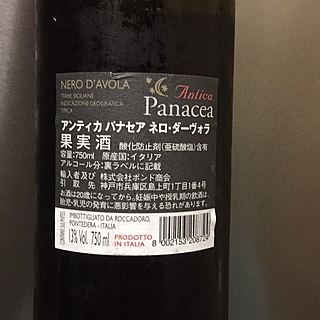 NERO D'AVOLA
TERRE SICILIANE
INDICAZIONE GEOGRAFICA
TIPICA
Antica
Panacea
アンティカ パナセア ネロ・ダーヴォラ
果実酒 酸化防止剤(亜硫酸塩)含有
容量:750ml 原産国:イタリア
アルコール分:裏ラベルに記載
輸入者及び 株式会社ボンド商会
引取先 神戸市兵庫区島上町1丁目1番4号
お酒は20歳になってから。妊娠中や授乳期の飲酒は、
胎児・乳児の発育に悪影響を与える恐れがあります。
IMBOTTIGLIATO DA ROCCADORO,
PONTEDERA - ITALIA
13% Vol. 750 ml
PRODOTTO
IN ITALIA
8 002153 208724